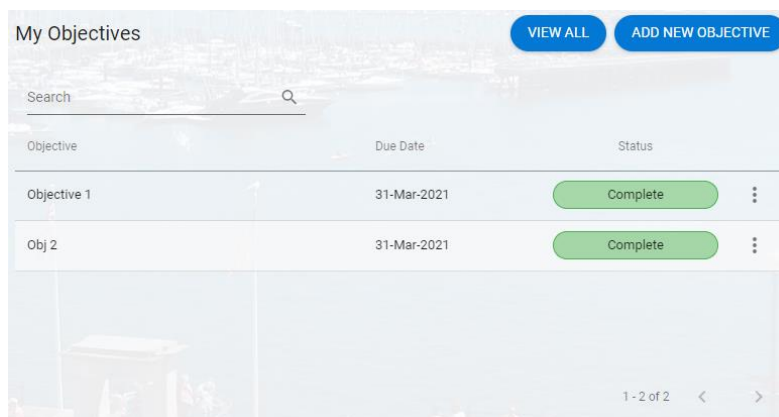 My Objectives VIEW ALL ADD NEW OBJECTIVE
Search
Objective Due Date Status
Objective 1 31-Mar-2021 Complete
Obj 2 31-Mar-2021 Complete
1 - 2 of 2